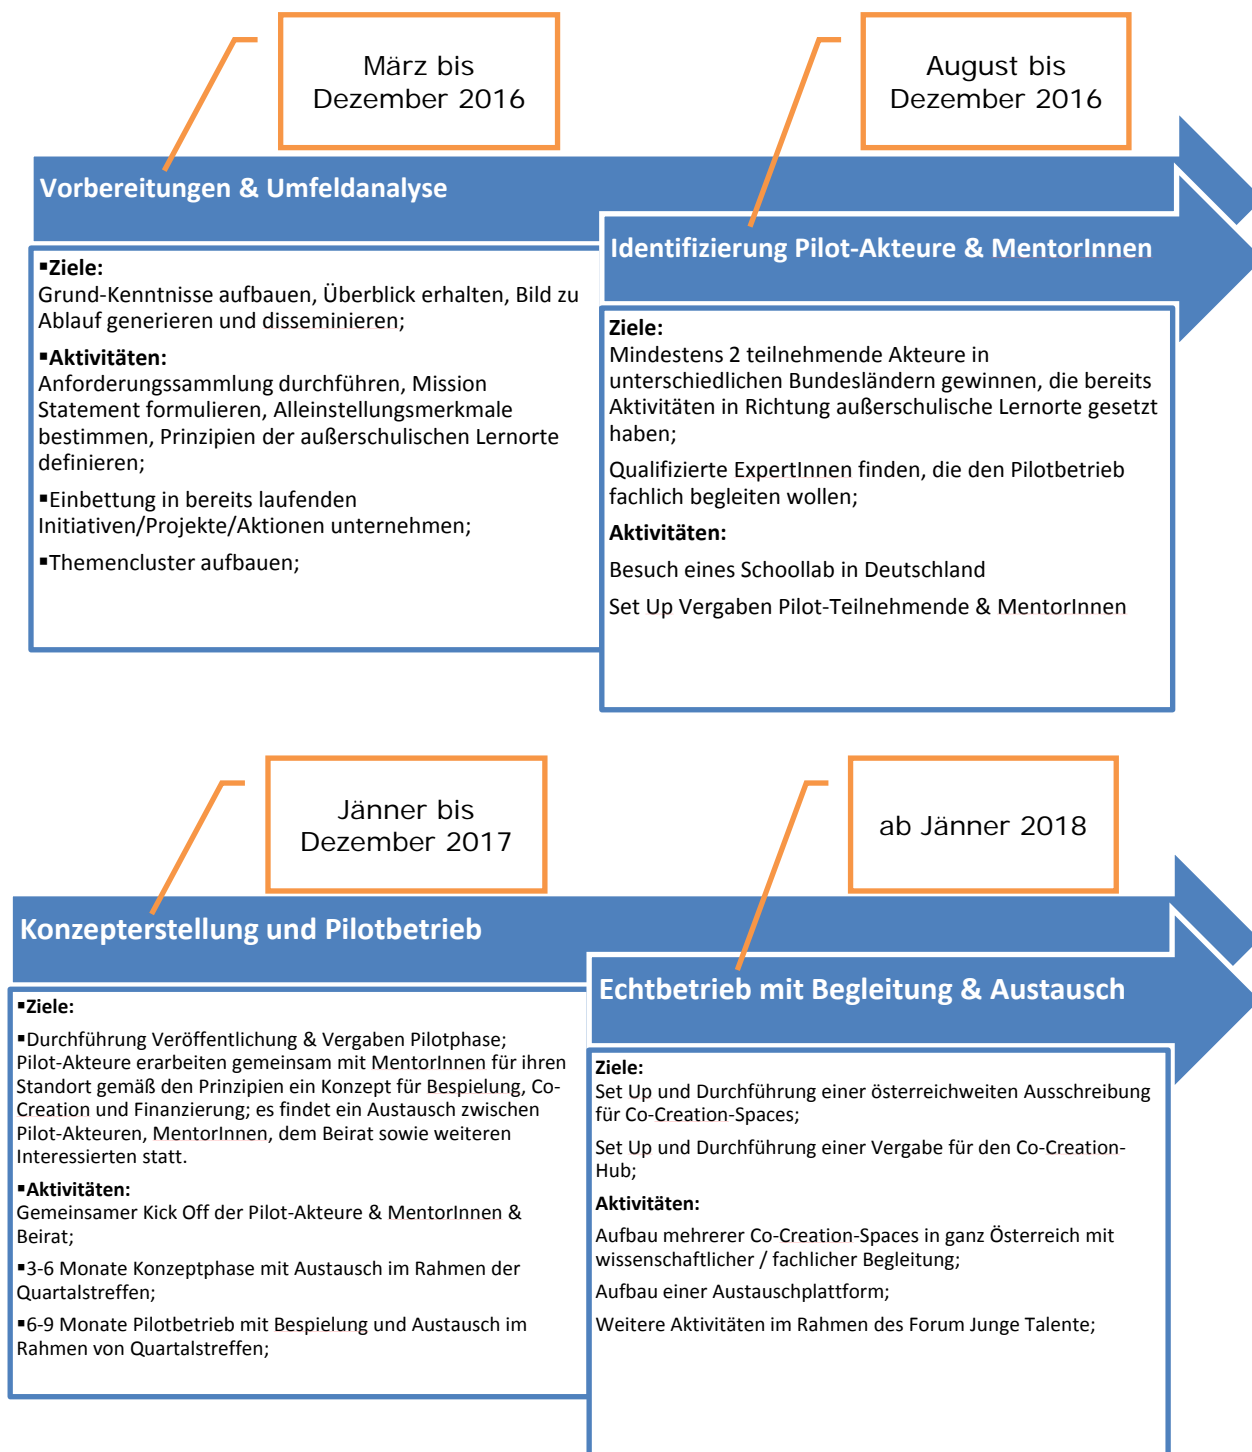 März bis
Dezember 2016
Vorbereitungen & Umfeldanalyse
▪Ziele:
Grund-Kenntnisse aufbauen, Überblick erhalten, Bild zu
Ablauf generieren und disseminieren;
▪Aktivitäten:
Anforderungssammlung durchführen, Mission
Statement formulieren, Alleinstellungsmerkmale
bestimmen, Prinzipien der außerschulischen Lernorte
definieren;
▪Einbettung in bereits laufenden
Initiativen/Projekte/Aktionen unternehmen;
▪Themencluster aufbauen;
August bis
Dezember 2016
Identifizierung Pilot-Akteure & MentorInnen
Ziele:
Mindestens 2 teilnehmende Akteure in
unterschiedlichen Bundesländern gewinnen, die bereits
Aktivitäten in Richtung außerschulische Lernorte gesetzt
haben;
Qualifizierte ExpertInnen finden, die den Pilotbetrieb
fachlich begleiten wollen;
Aktivitäten:
Besuch eines Schoollab in Deutschland
Set Up Vergaben Pilot-Teilnehmende & MentorInnen
Jänner bis
Dezember 2017
Konzepterstellung und Pilotbetrieb
▪Ziele:
▪Durchführung Veröffentlichung & Vergaben Pilotphase;
Pilot-Akteure erarbeiten gemeinsam mit MentorInnen für ihren
Standort gemäß den Prinzipien ein Konzept für Bespielung, Co-
Creation und Finanzierung; es findet ein Austausch zwischen
Pilot-Akteuren, MentorInnen, dem Beirat sowie weiteren
Interessierten statt.
▪Aktivitäten:
Gemeinsamer Kick Off der Pilot-Akteure & MentorInnen &
Beirat;
▪3-6 Monate Konzeptphase mit Austausch im Rahmen der
Quartalstreffen;
▪6-9 Monate Pilotbetrieb mit Bespielung und Austausch im
Rahmen von Quartalstreffen;
ab Jänner 2018
Echtbetrieb mit Begleitung & Austausch
Ziele:
Set Up und Durchführung einer österreichweiten Ausschreibung
für Co-Creation-Spaces;
Set Up und Durchführung einer Vergabe für den Co-Creation-
Hub;
Aktivitäten:
Aufbau mehrerer Co-Creation-Spaces in ganz Österreich mit
wissenschaftlicher / fachlicher Begleitung;
Aufbau einer Austauschplattform;
Weitere Aktivitäten im Rahmen des Forum Junge Talente;